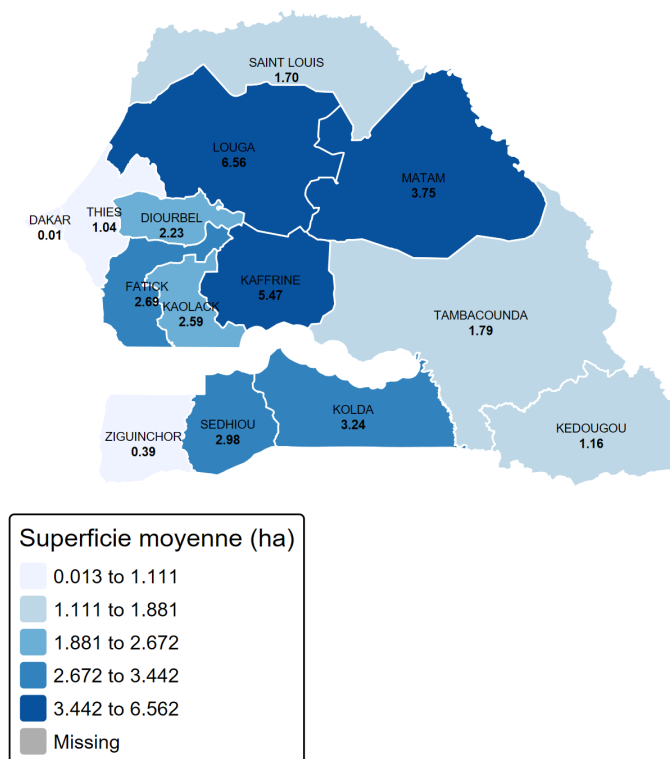 SAINT LOUIS
1.70
LOUGA
6.56
MATAM
3.75
DAKAR
0.01
THIES
1.04
DIOURBEL
2.23
FATICK
2.69
KAOLACK
2.59
KAFFRINE
5.47
TAMBACOUNDA
1.79
ZIGUINCHOR
0.39
SEDHIOU
2.98
KOLDA
3.24
KEDOUGOU
1.16
Superficie moyenne (ha)
0.013 to 1.111
1.111 to 1.881
1.881 to 2.672
2.672 to 3.442
3.442 to 6.562
Missing